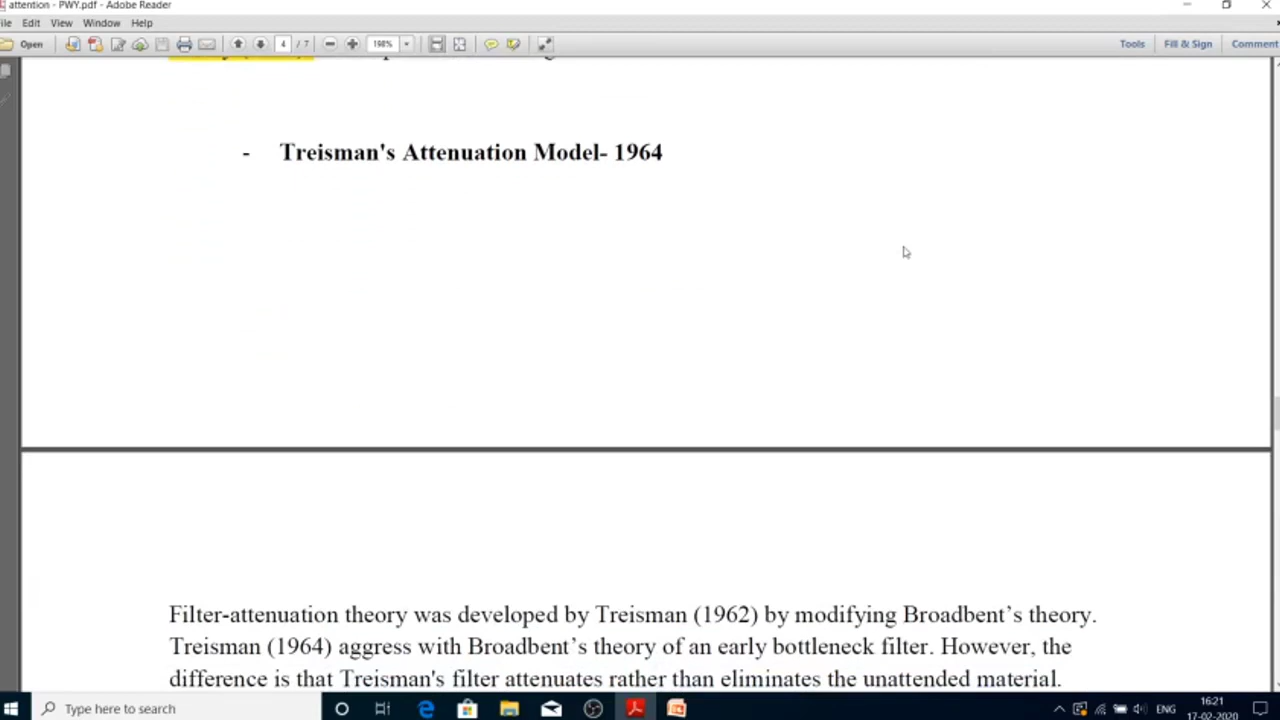 attention - PWY.pdf - Adobe Reader
File Edit View Window Help
Open 4 / 7 198% Tools Fill & Sign Comment
- Treisman's Attenuation Model- 1964
Filter-attenuation theory was developed by Treisman (1962) by modifying Broadbent’s theory.
Treisman (1964) aggress with Broadbent’s theory of an early bottleneck filter. However, the
difference is that Treisman's filter attenuates rather than eliminates the unattended material.
Type here to search
ENG
16:21
17-02-2020